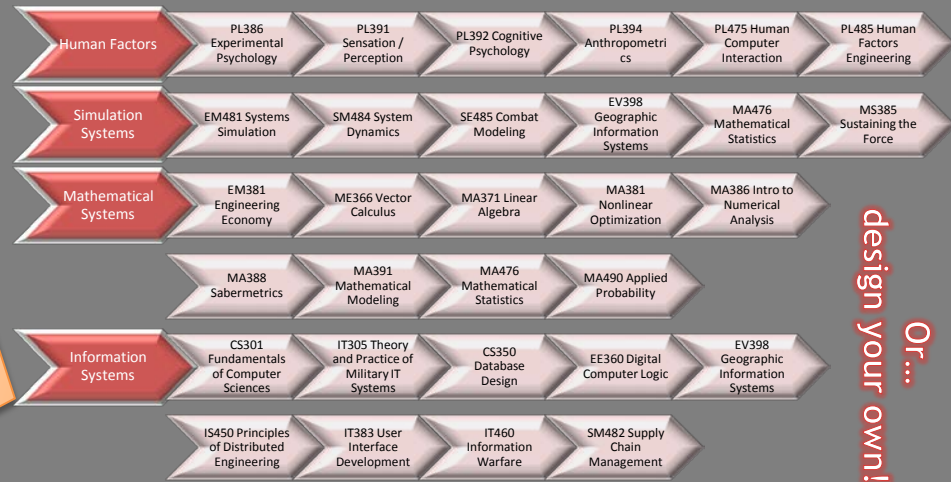 Human Factors
PL386
Experimental
Psychology
PL391
Sensation /
Perception
PL392 Cognitive
Psychology
PL394
Anthropometri
cs
PL475 Human
Computer
Interaction
PL485 Human
Factors
Engineering
Simulation
Systems
EM481 Systems
Simulation
SM484 System
Dynamics
SE485 Combat
Modeling
EV398
Geographic
Information
Systems
MA476
Mathematical
Statistics
MS385
Sustaining the
Force
Mathematical
Systems
EM381
Engineering
Economy
ME366 Vector
Calculus
MA371 Linear
Algebra
MA381
Nonlinear
Optimization
MA386 Intro to
Numerical
Analysis
MA388
Sabermetrics
MA391
Mathematical
Modeling
MA476
Mathematical
Statistics
MA490 Applied
Probability
Information
Systems
CS301
Fundamentals
of Computer
Sciences
IT305 Theory
and Practice of
Military IT
Systems
CS350
Database
Design
EE360 Digital
Computer Logic
EV398
Geographic
Information
Systems
IS450 Principles
of Distributed
Engineering
IT383 User
Interface
Development
IT460
Information
Warfare
SM482 Supply
Chain
Management
Or...
design your own!